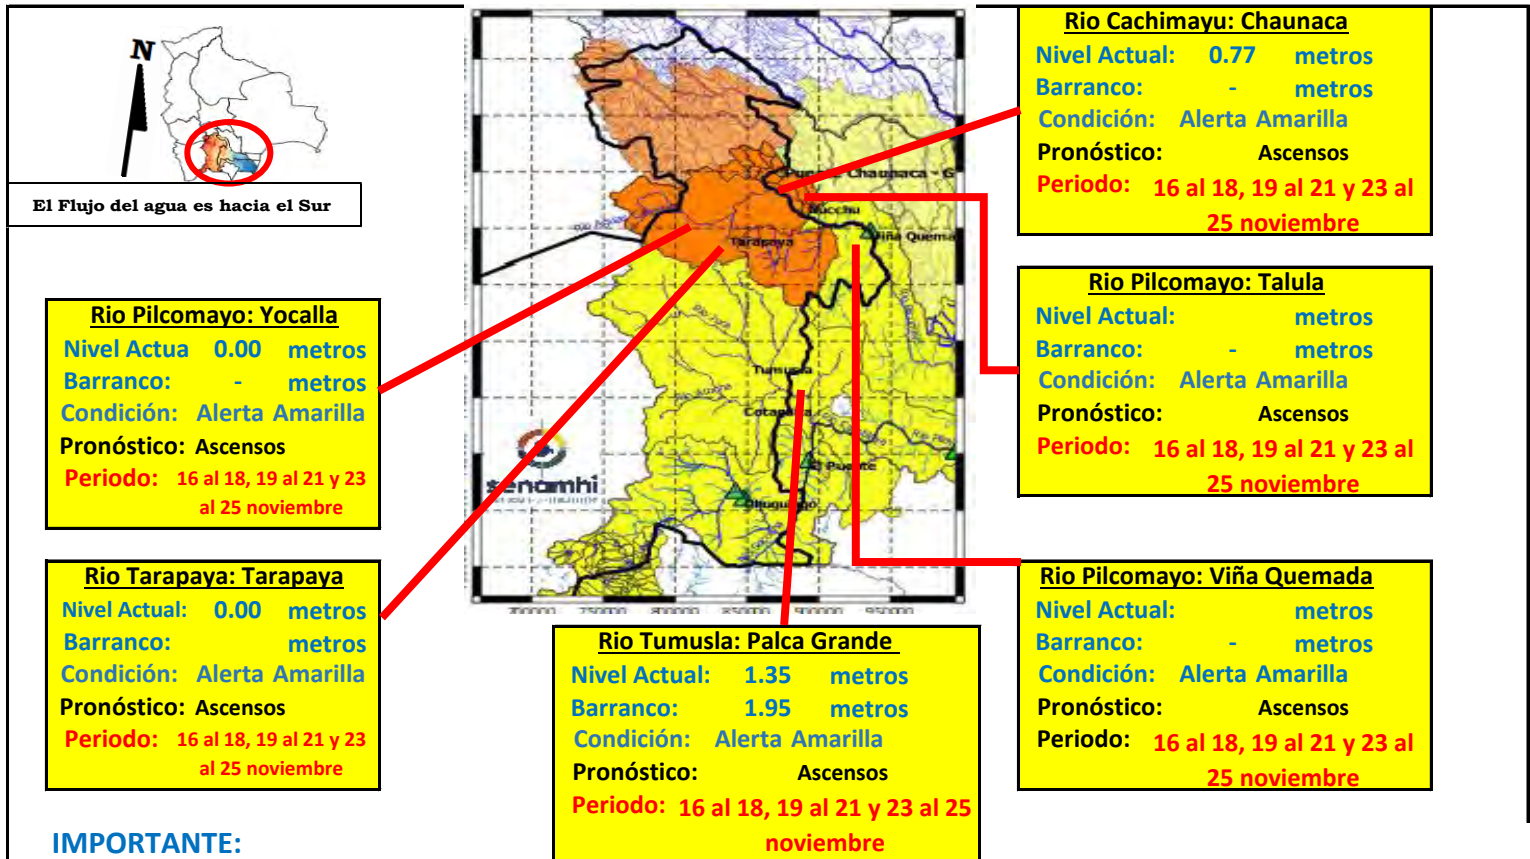 N
El Flujo del agua es hacia el Sur
Rio Pilcomayo: Yocalla
Nivel Actua 0.00 metros
Barranco: - metros
Condición: Alerta Amarilla
Pronóstico: Ascensos
Periodo: 16 al 18, 19 al 21 y 23
al 25 noviembre
Rio Tarapaya: Tarapaya
Nivel Actual: 0.00 metros
Barranco: metros
Condición: Alerta Amarilla
Pronóstico: Ascensos
Periodo: 16 al 18, 19 al 21 y 23
al 25 noviembre
IMPORTANTE:
Chaunaca - G
Viña Quema
Tarapaya
Tumusla
Cotagaita
El Puente
senamhi
700000 750000 800000 850000 900000 950000
Rio Tumusla: Palca Grande
Nivel Actual: 1.35 metros
Barranco: 1.95 metros
Condición: Alerta Amarilla
Pronóstico: Ascensos
Periodo: 16 al 18, 19 al 21 y 23 al 25
noviembre
Rio Cachimayu: Chaunaca
Nivel Actual: 0.77 metros
Barranco: - metros
Condición: Alerta Amarilla
Pronóstico: Ascensos
Periodo: 16 al 18, 19 al 21 y 23 al
25 noviembre
Rio Pilcomayo: Talula
Nivel Actual: metros
Barranco: - metros
Condición: Alerta Amarilla
Pronóstico: Ascensos
Periodo: 16 al 18, 19 al 21 y 23 al
25 noviembre
Rio Pilcomayo: Viña Quemada
Nivel Actual: metros
Barranco: - metros
Condición: Alerta Amarilla
Pronóstico: Ascensos
Periodo: 16 al 18, 19 al 21 y 23 al
25 noviembre